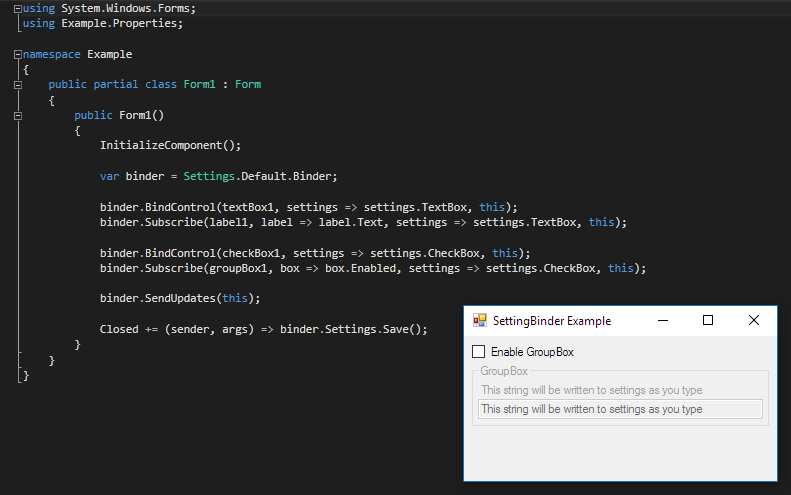 using System.Windows.Forms;
using Example.Properties;
namespace Example
{
public partial class Form1 : Form
{
public Form1()
{
InitializeComponent();
var binder = Settings.Default.Binder;
binder.BindControl(textBox1, settings => settings.TextBox, this);
binder.Subscribe(label1, label => label.Text, settings => settings.TextBox, this);
binder.BindControl(checkBox1, settings => settings.CheckBox, this);
binder.Subscribe(groupBox1, box => box.Enabled, settings => settings.CheckBox, this);
binder.SendUpdates(this);
Closed += (sender, args) => binder.Settings.Save();
}
}
}
SettingBinder Example
Enable GroupBox
GroupBox
This string will be written to settings as you type
This string will be written to settings as you type